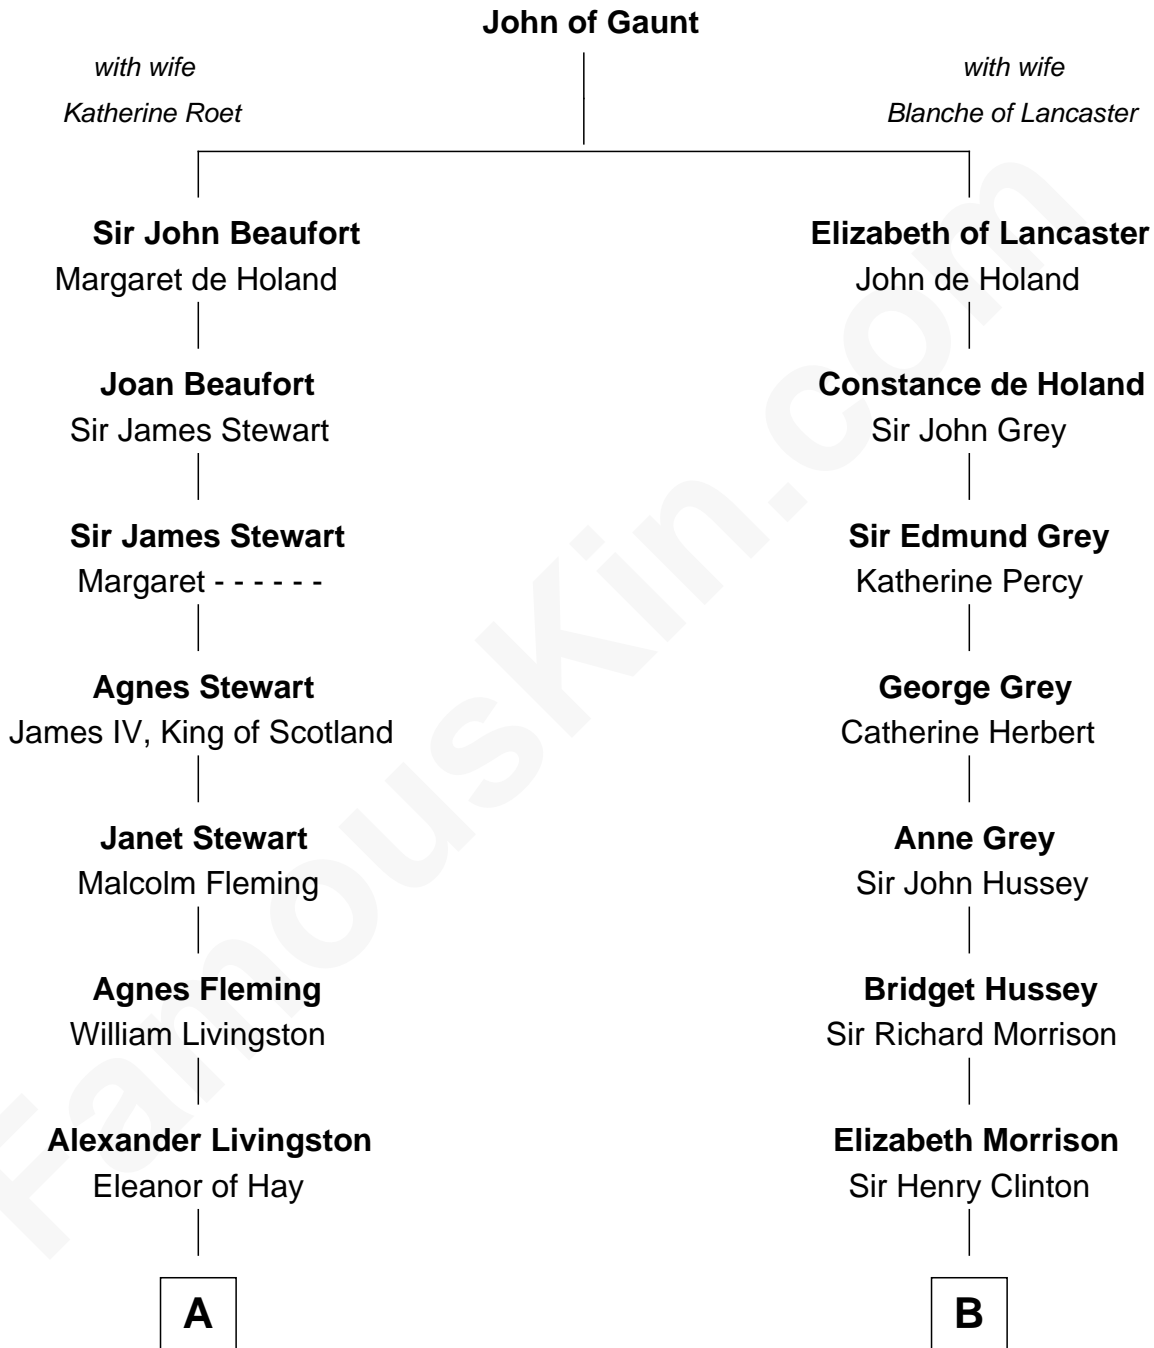 John of Gaunt
with wife
Katherine Roet
with wife
Blanche of Lancaster
Sir John Beaufort
Margaret de Holand
Elizabeth of Lancaster
John de Holand
Joan Beaufort
Sir James Stewart
Constance de Holand
Sir John Grey
Sir James Stewart
Margaret - - - - - -
Sir Edmund Grey
Katherine Percy
Agnes Stewart
James IV, King of Scotland
George Grey
Catherine Herbert
Janet Stewart
Malcolm Fleming
Anne Grey
Sir John Hussey
Agnes Fleming
William Livingston
Bridget Hussey
Sir Richard Morrison
Alexander Livingston
Eleanor of Hay
Elizabeth Morrison
Sir Henry Clinton
A
B
FamousKin.com